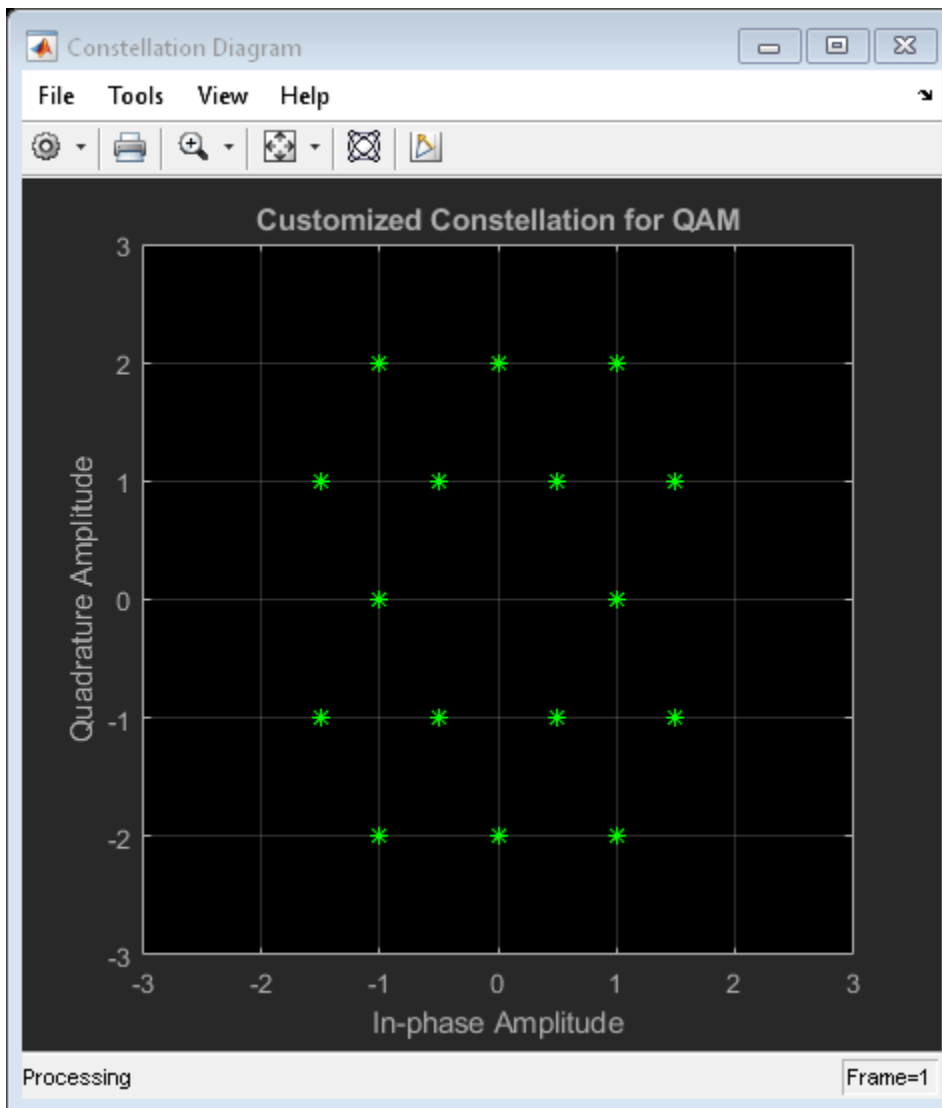 Constellation Diagram
File Tools View Help
Customized Constellation for QAM
3
2
1
0
-1
-2
-3
Quadrature Amplitude
-3 -2 -1 0 1 2 3
In-phase Amplitude
Processing Frame=1